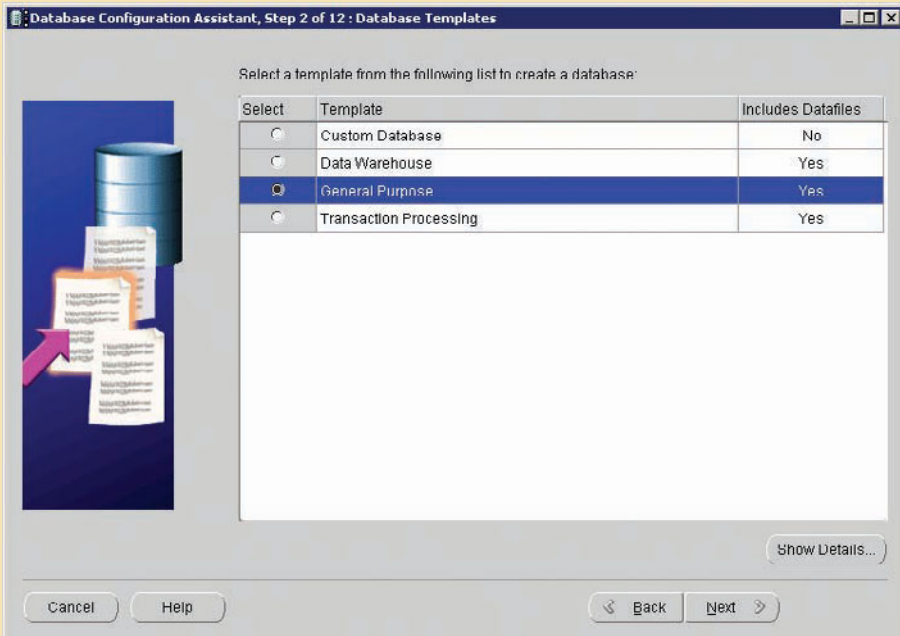 Database Configuration Assistant, Step 2 of 12 : Database Templates
Select a template from the following list to create a database:
Select Template Includes Datafiles
Custom Database No
Data Warehouse Yes
General Purpose Yes
Transaction Processing Yes
Show Details...
Cancel Help Back Next